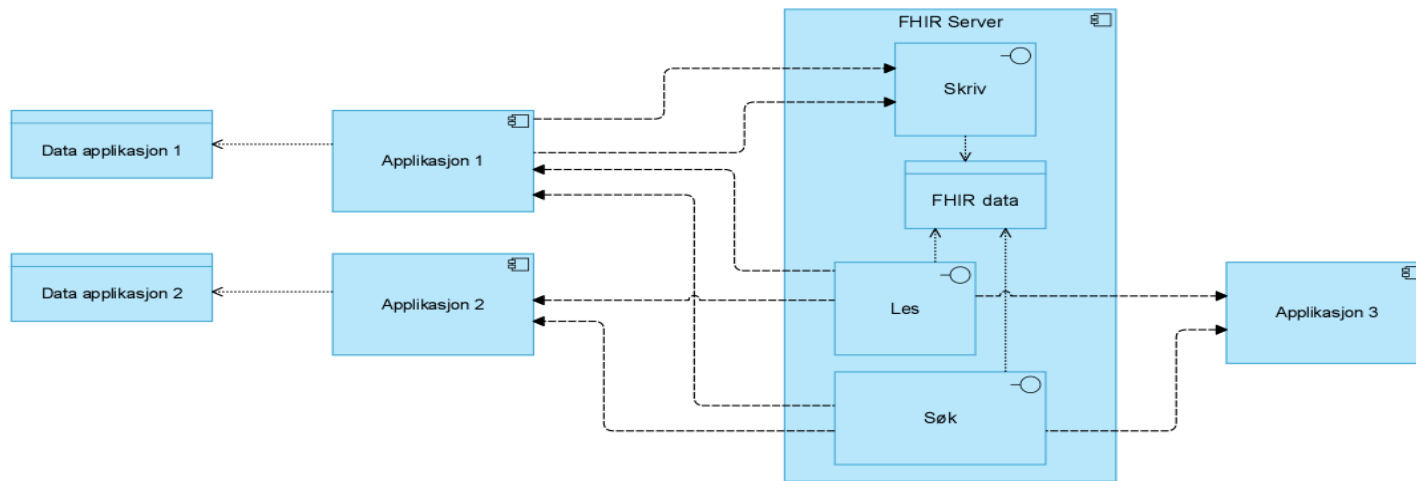 FHIR Server
Skriv
Data applikasjon 1
Applikasjon 1
FHIR data
Data applikasjon 2
Applikasjon 2
Les
Applikasjon 3
Søk